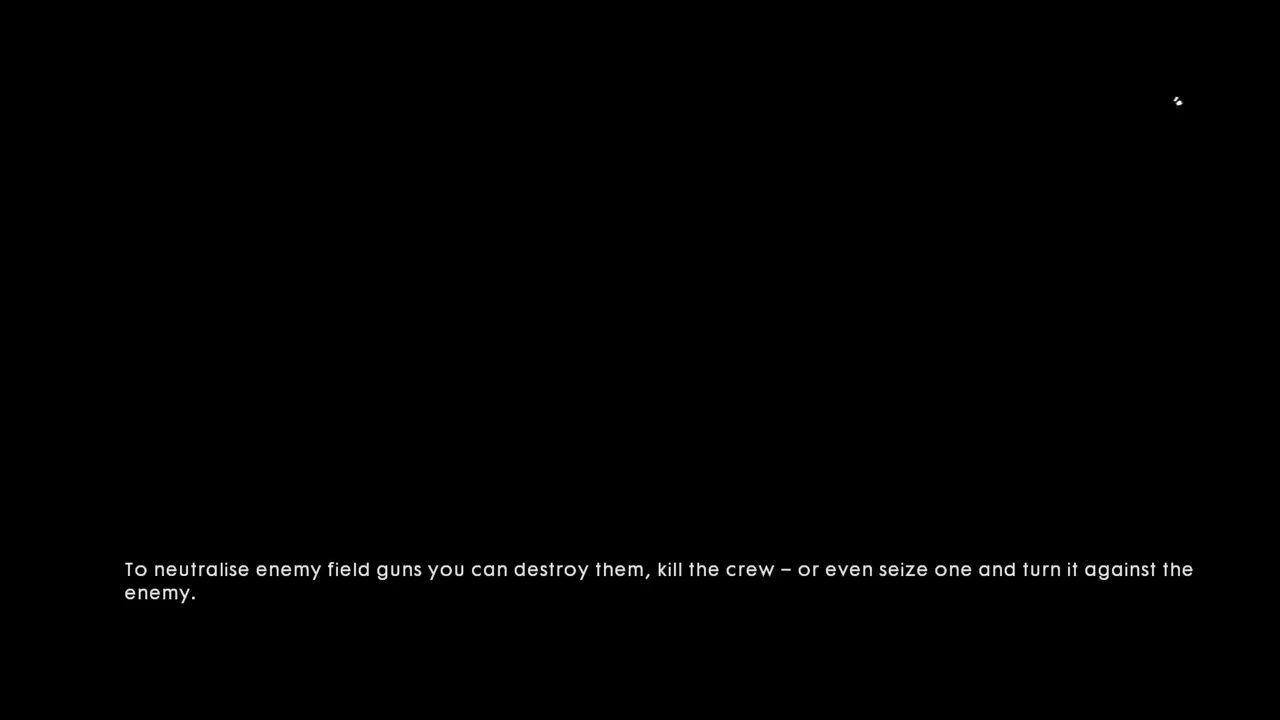 To neutralise enemy field guns you can destroy them, kill the crew – or even seize one and turn it against the
enemy.